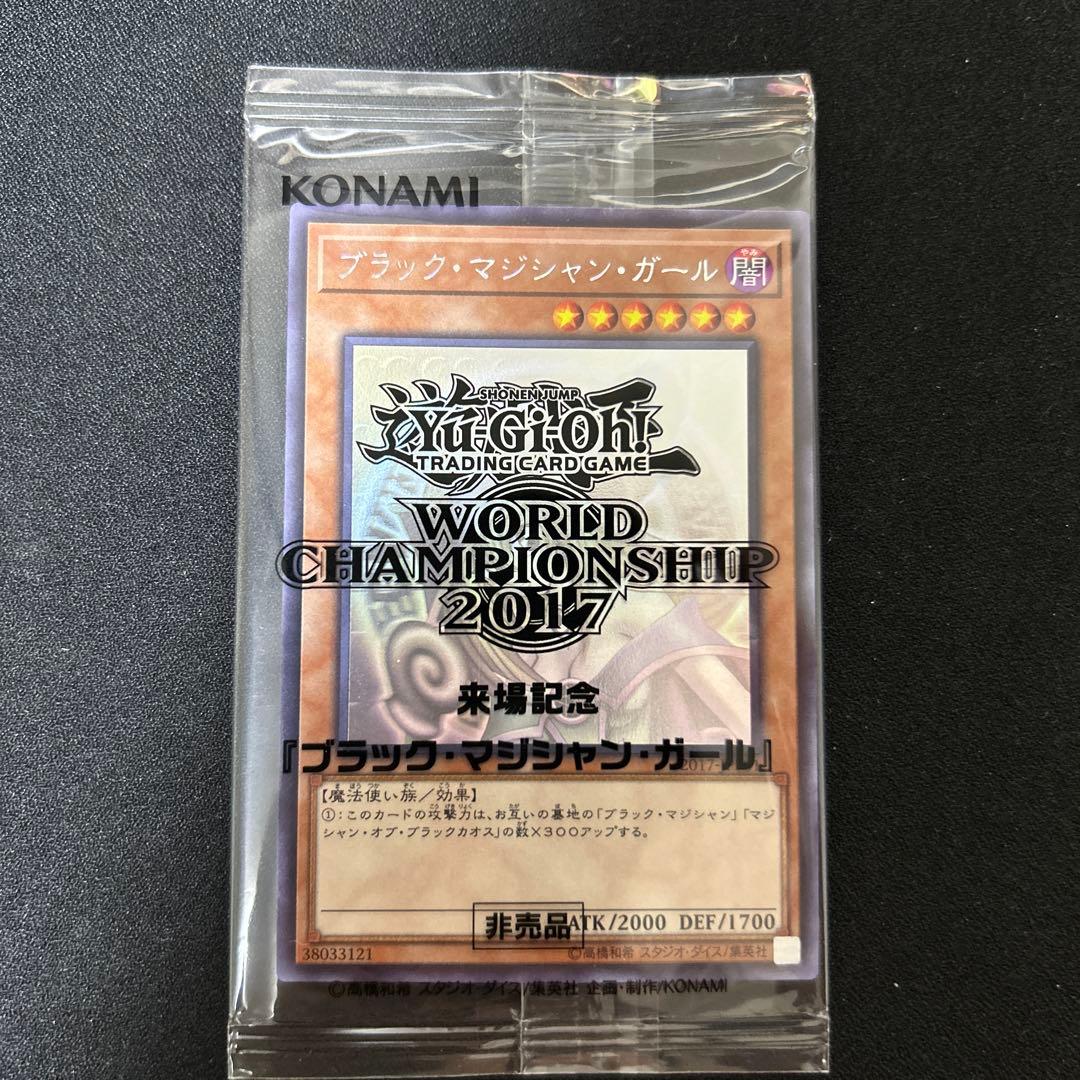 KONAMI
ブラック・マジシャン・ガール
やみ
闇
SHONEN JUMP
遊戯王
Yu-Gi-Oh!
TRADING CARD GAME
WORLD
CHAMPIONSHIP
2017
来場記念
『ブラック・マジシャン・ガール』
2017-
【魔法使い族/効果】
①:このカードの攻撃力は、お互いの墓地の「ブラック・マジシャン」「マジ
シャン・オブ・ブラックカオス」の数×300アップする。
非売品
ATK/2000 DEF/1700
38033121
©高橋和希 スタジオ・ダイス/集英社
©高橋和希 スタジオ・ダイス/集英社 企画・制作/KONAMI